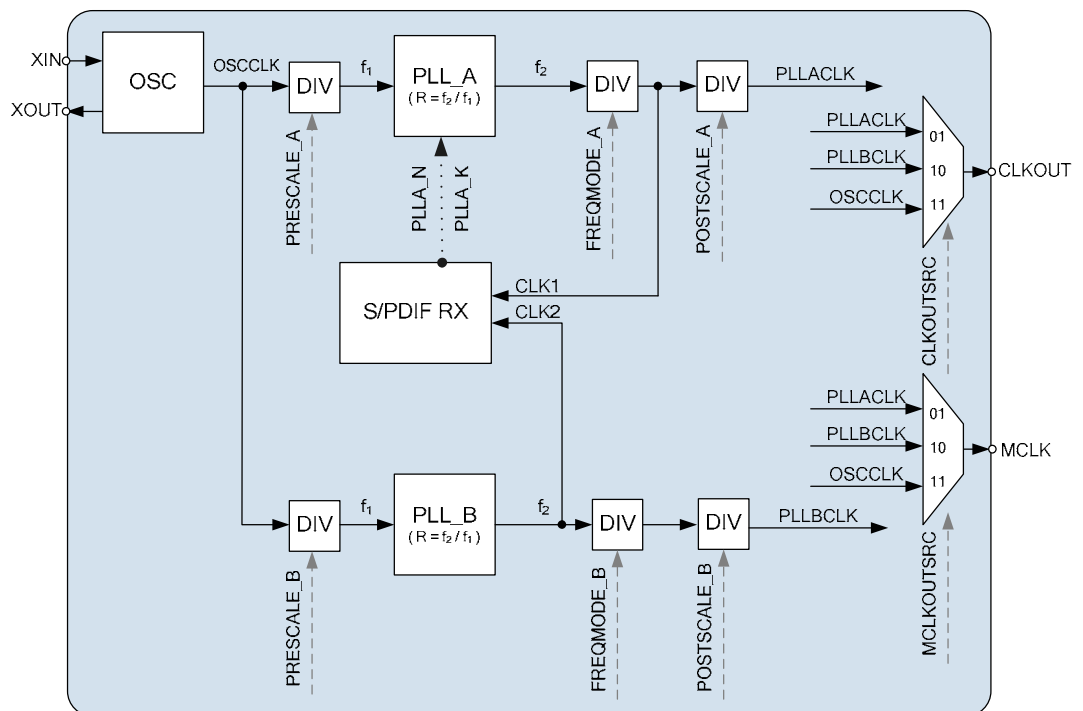 XIN
XOUT
OSC
OSCCLK
DIV
f₁
PLL_A
(R=f₂/f₁)
f₂
DIV
DIV
PLLACLK
PRESCALE_A
PLLA_N
PLLA_K
FREQMODE_A
POSTSCALE_A
PLLACLK
01
PLLBCLK
10
OSCCLK
11
CLKOUT
CLKOUTSRC
S/PDIF RX
CLK1
CLK2
PLLACLK
01
PLLBCLK
10
OSCCLK
11
MCLK
MCLKOUTSRC
DIV
f₁
PLL_B
(R=f₂/f₁)
f₂
DIV
DIV
PLLBCLK
PRESCALE_B
FREQMODE_B
POSTSCALE_B